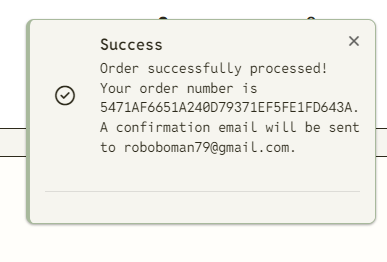 Success
Order successfully processed!
Your order number is
5471AF6651A240D79371EF5FE1FD643A.
A confirmation email will be sent
to roboboman79@gmail.com.